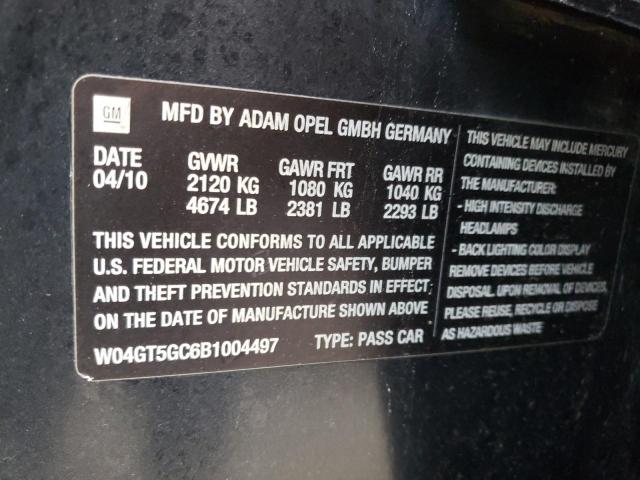 GM
MFD BY ADAM OPEL GMBH GERMANY
DATE GVWR GAWR FRT GAWR RR
04/10 2120 KG 1080 KG 1040 KG
4674 LB 2381 LB 2293 LB
THIS VEHICLE CONFORMS TO ALL APPLICABLE
U.S. FEDERAL MOTOR VEHICLE SAFETY, BUMPER
AND THEFT PREVENTION STANDARDS IN EFFECT
ON THE DATE OF MANUFACTURE SHOWN ABOVE
W04GT5GC6B1004497 TYPE: PASS CAR
THIS VEHICLE MAY INCLUDE MERCURY
CONTAINING DEVICES INSTALLED BY
THE MANUFACTURER:
- HIGH INTENSITY DISCHARGE
HEADLAMPS
- BACK LIGHTING COLOR DISPLAY
REMOVE DEVICES BEFORE VEHICLE
DISPOSAL. UPON REMOVAL OF DEVICES,
PLEASE REUSE, RECYCLE OR DISPOSE
AS HAZARDOUS WASTE